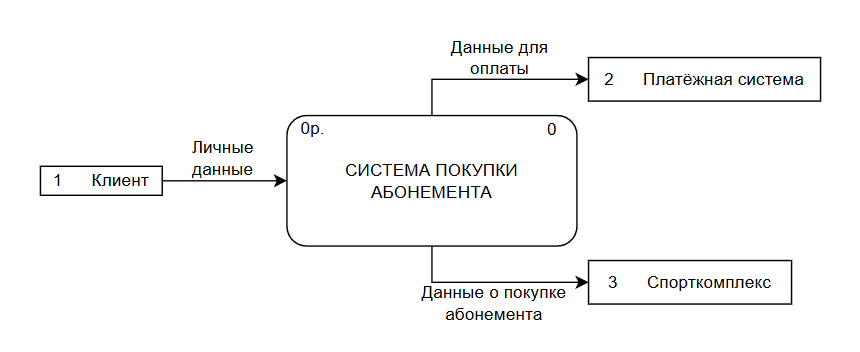 Данные для
оплаты
2 Платёжная система
0р. 0
Личные
данные
1 Клиент
СИСТЕМА ПОКУПКИ
АБОНЕМЕНТА
3 Спорткомплекс
Данные о покупке
абонемента